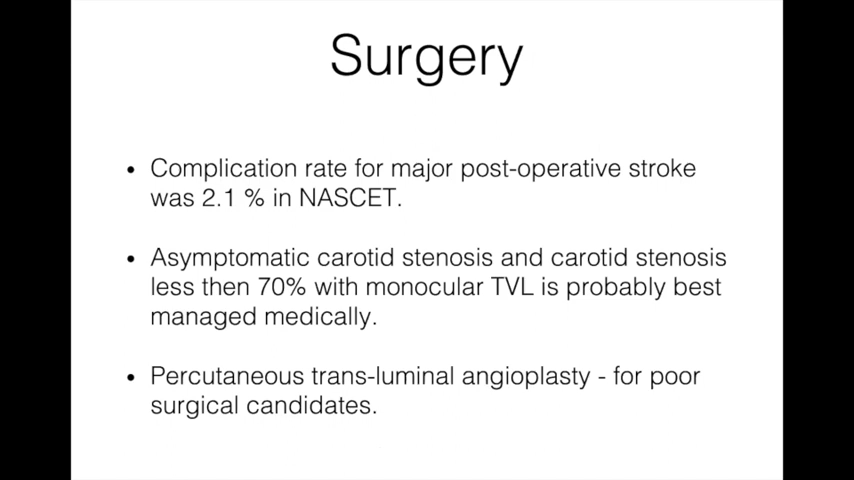 Surgery
• Complication rate for major post-operative stroke
was 2.1 % in NASCET.
• Asymptomatic carotid stenosis and carotid stenosis
less then 70% with monocular TVL is probably best
managed medically.
• Percutaneous trans-luminal angioplasty - for poor
surgical candidates.